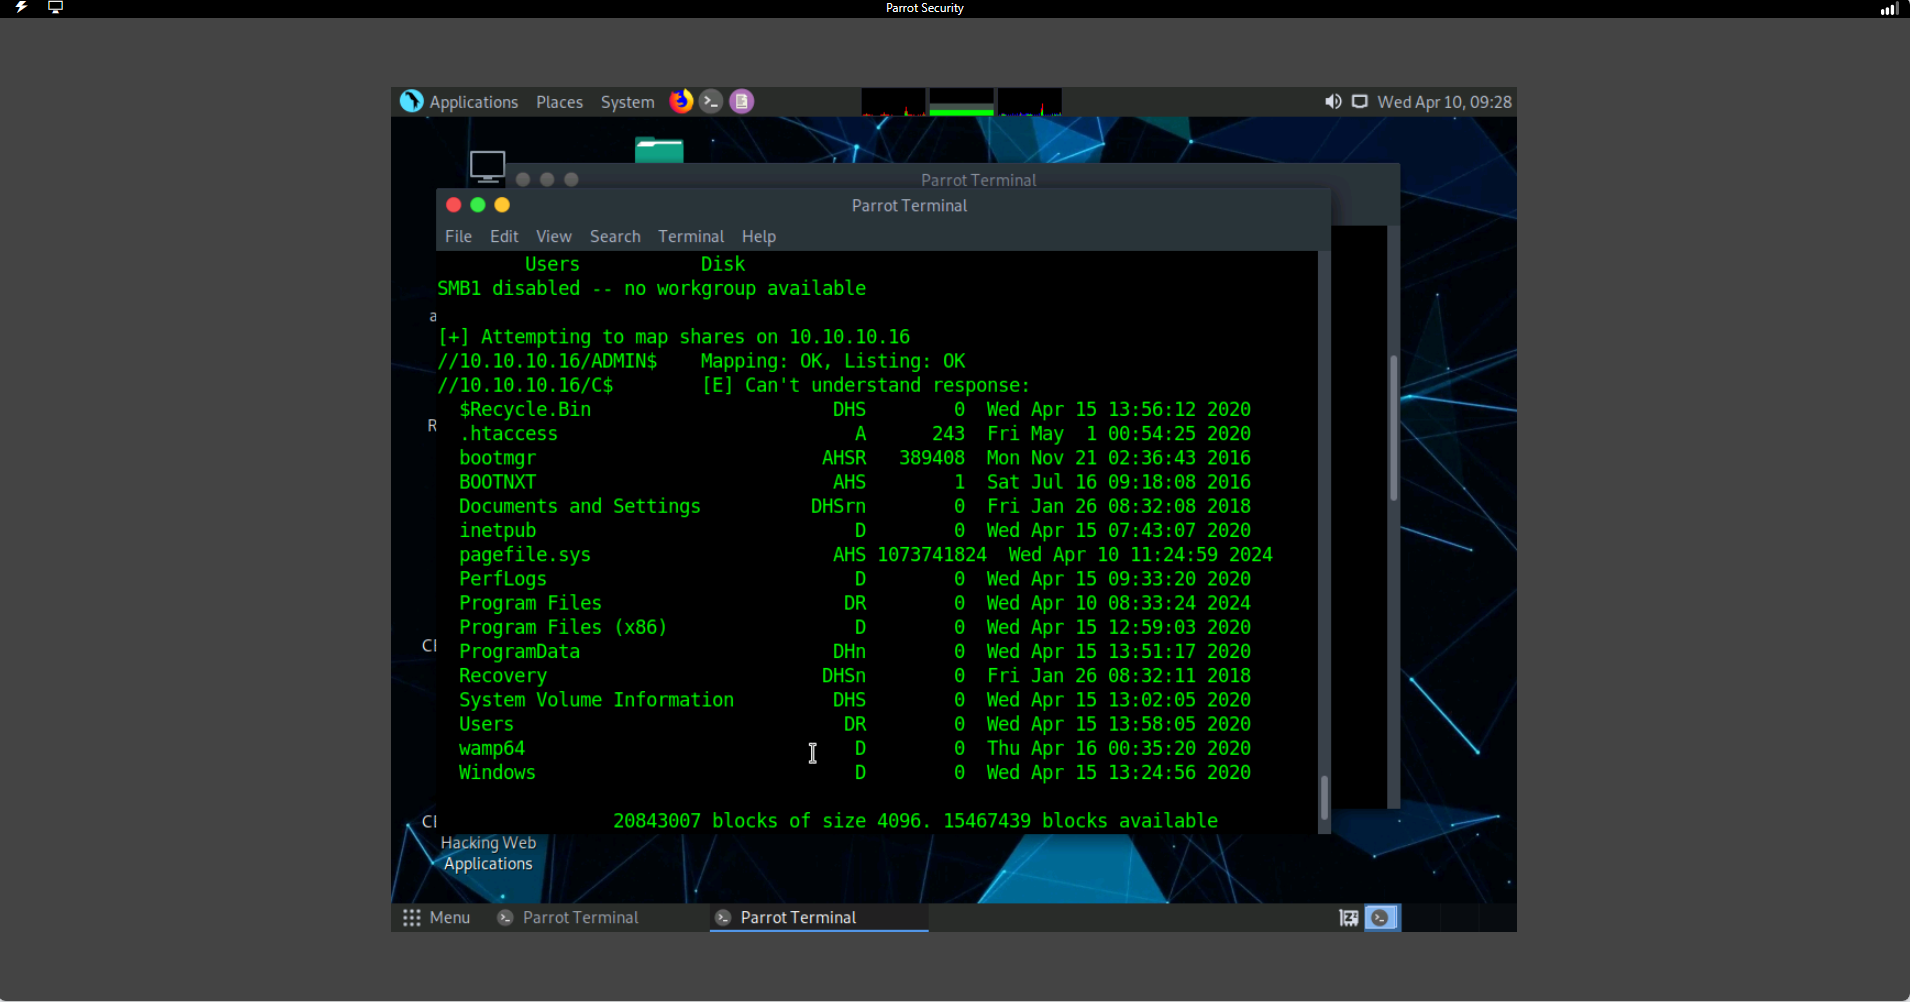 Parrot Security
Applications Places System Wed Apr 10, 09:28
Parrot Terminal
Parrot Terminal
File Edit View Search Terminal Help
Users Disk
SMB1 disabled -- no workgroup available
[+] Attempting to map shares on 10.10.10.16
//10.10.10.16/ADMIN$ Mapping: OK, Listing: OK
//10.10.10.16/C$ [E] Can't understand response:
$Recycle.Bin DHS 0 Wed Apr 15 13:56:12 2020
.htaccess A 243 Fri May 1 00:54:25 2020
bootmgr AHSR 389408 Mon Nov 21 02:36:43 2016
BOOTNXT AHS 1 Sat Jul 16 09:18:08 2016
Documents and Settings DHSrn 0 Fri Jan 26 08:32:08 2018
inetpub D 0 Wed Apr 15 07:43:07 2020
pagefile.sys AHS 1073741824 Wed Apr 10 11:24:59 2024
PerfLogs D 0 Wed Apr 15 09:33:20 2020
Program Files DR 0 Wed Apr 10 08:33:24 2024
Program Files (x86) D 0 Wed Apr 15 12:59:03 2020
ProgramData DHn 0 Wed Apr 15 13:51:17 2020
Recovery DHSn 0 Fri Jan 26 08:32:11 2018
System Volume Information DHS 0 Wed Apr 15 13:02:05 2020
Users DR 0 Wed Apr 15 13:58:05 2020
wamp64 D 0 Thu Apr 16 00:35:20 2020
Windows D 0 Wed Apr 15 13:24:56 2020
20843007 blocks of size 4096. 15467439 blocks available
Hacking Web
Applications
Menu Parrot Terminal Parrot Terminal